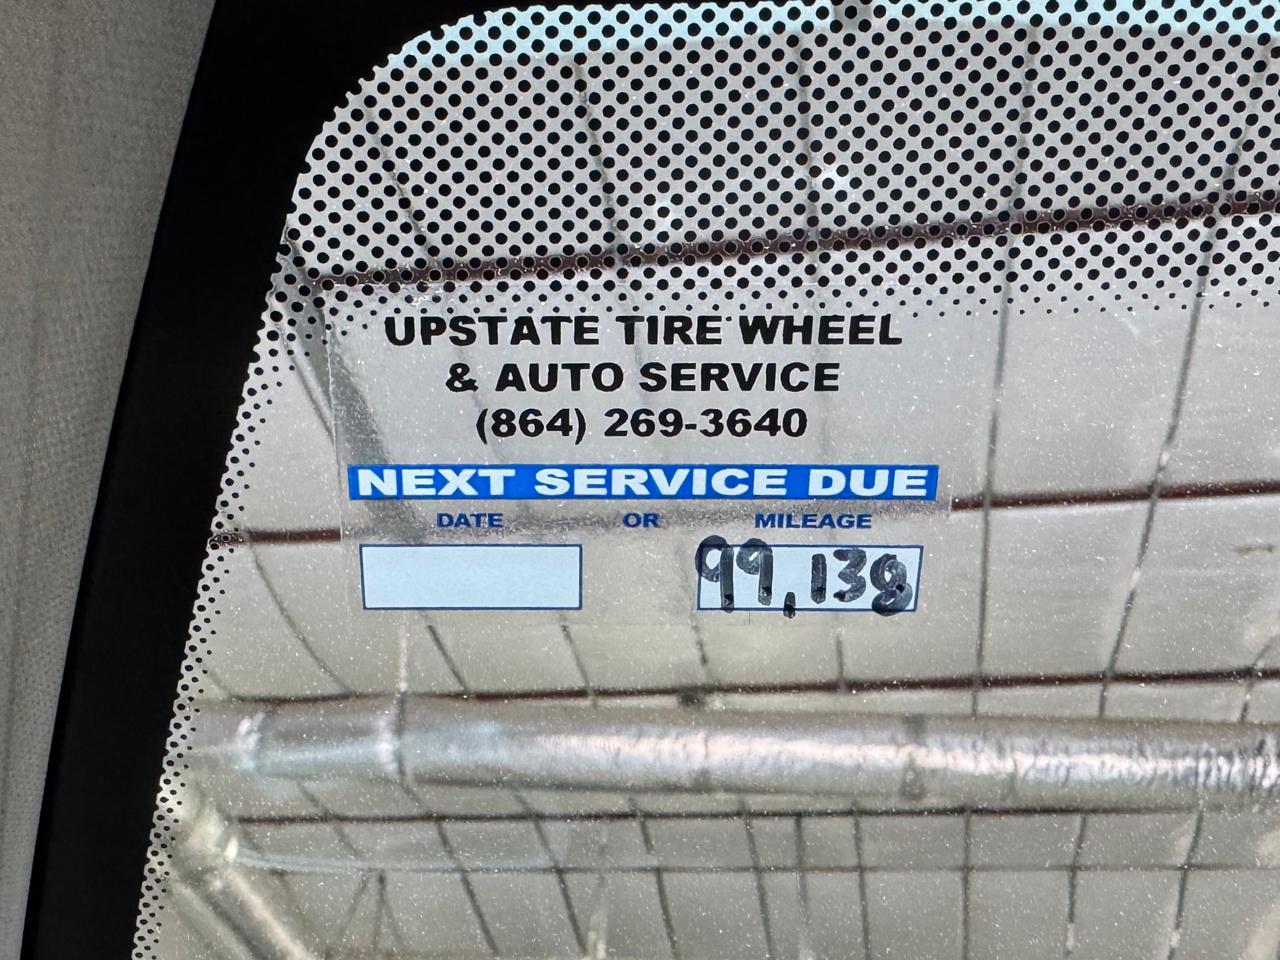 UPSTATE TIRE WHEEL
& AUTO SERVICE
(864) 269-3640
NEXT SERVICE DUE
DATE OR MILEAGE
99,138